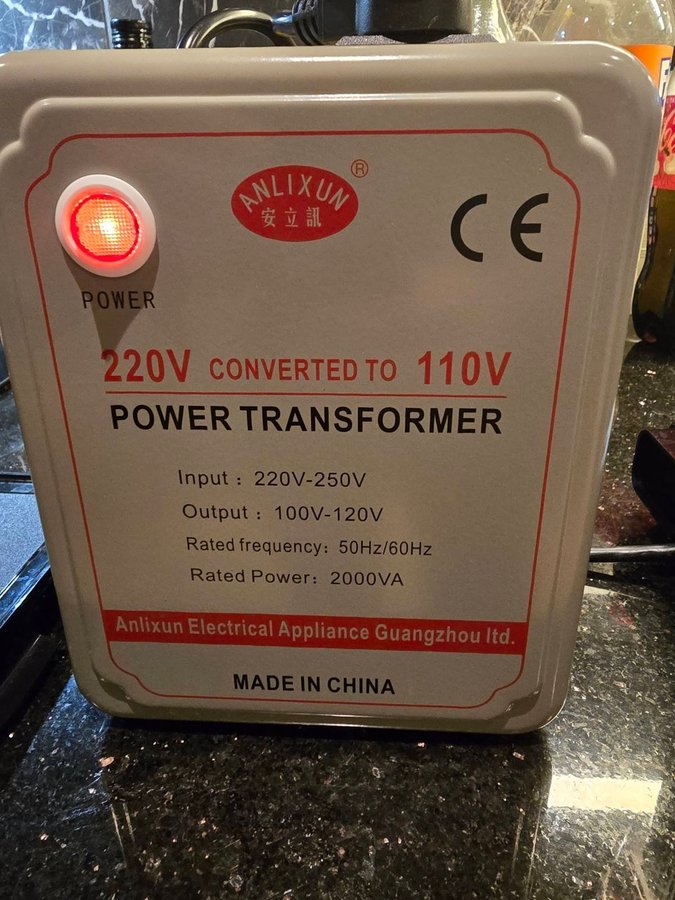 ANLIXUN
®
安立訊
CE
POWER
220V CONVERTED TO 110V
POWER TRANSFORMER
Input : 220V-250V
Output : 100V-120V
Rated frequency: 50Hz/60Hz
Rated Power: 2000VA
Anlixun Electrical Appliance Guangzhou ltd.
MADE IN CHINA